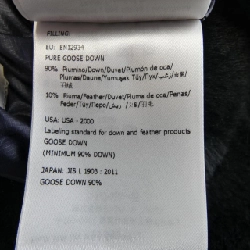 FILLING:
EU: EN12934
PURE GOOSE DOWN
90% Piumino/Down/Duvet/Plumón de oca/
Plumas/Daune/
10% Piuma/Feather/Duvet/Pluma de oca/Penas/
Feder/
USA: USA - 2000
Labeling standard for down and feather products
GOOSE DOWN
(MINIMUM 90% DOWN)
JAPAN: JIS L 1903 : 2011
GOOSE DOWN 90%